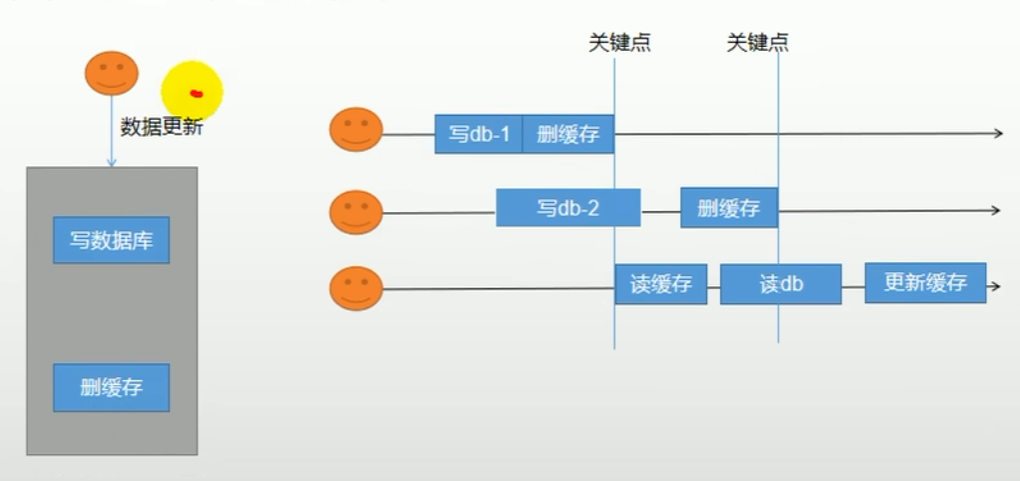 关键点
关键点
数据更新
写db-1
删缓存
写数据库
写db-2
删缓存
读缓存
读db
更新缓存
删缓存